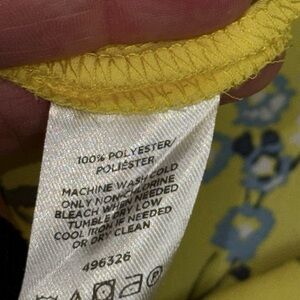 100% POLYESTER/
POLIÉSTER
MACHINE WASH COLD
ONLY NON-CHLORINE
BLEACH WHEN NEEDED
TUMBLE DRY LOW
COOL IRON IF NEEDED
OR DRY CLEAN
496326